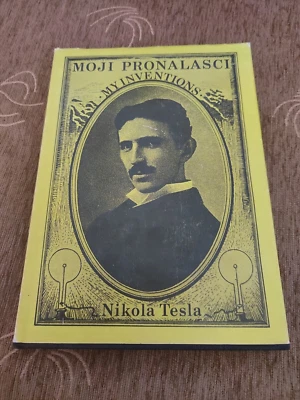 MOJI PRONALASCI
·MY INVENTIONS·
Nikola Tesla